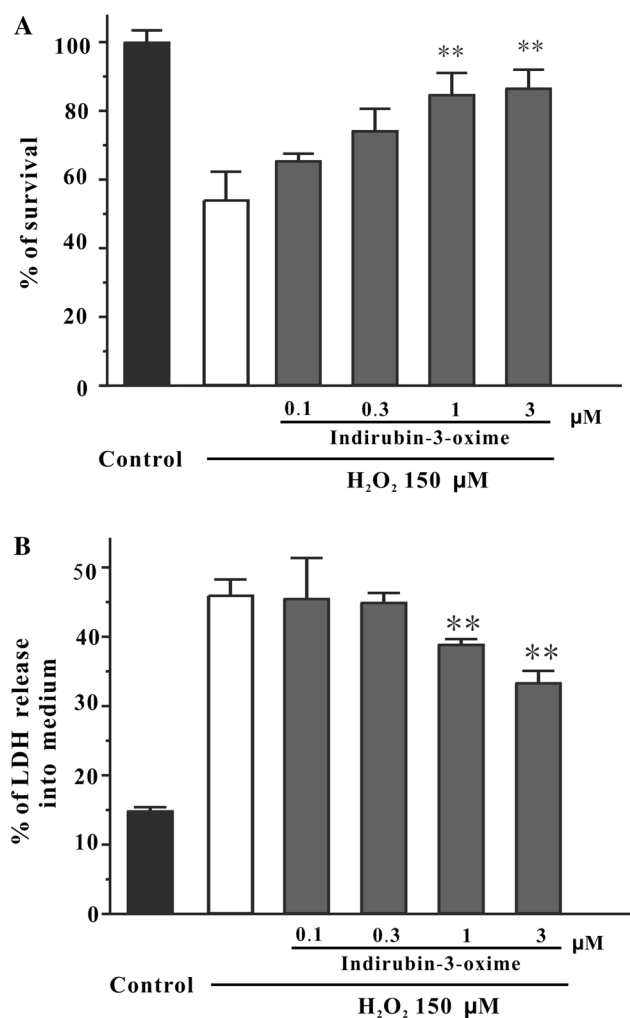 A
% of survival
100
80
60
40
20
0
** **
0.1 0.3 1 3 µM
Indirubin-3-oxime
Control
H₂O₂ 150 µM
B
% of LDH release
into medium
50
40
30
20
10
0
** **
0.1 0.3 1 3 µM
Indirubin-3-oxime
Control
H₂O₂ 150 µM